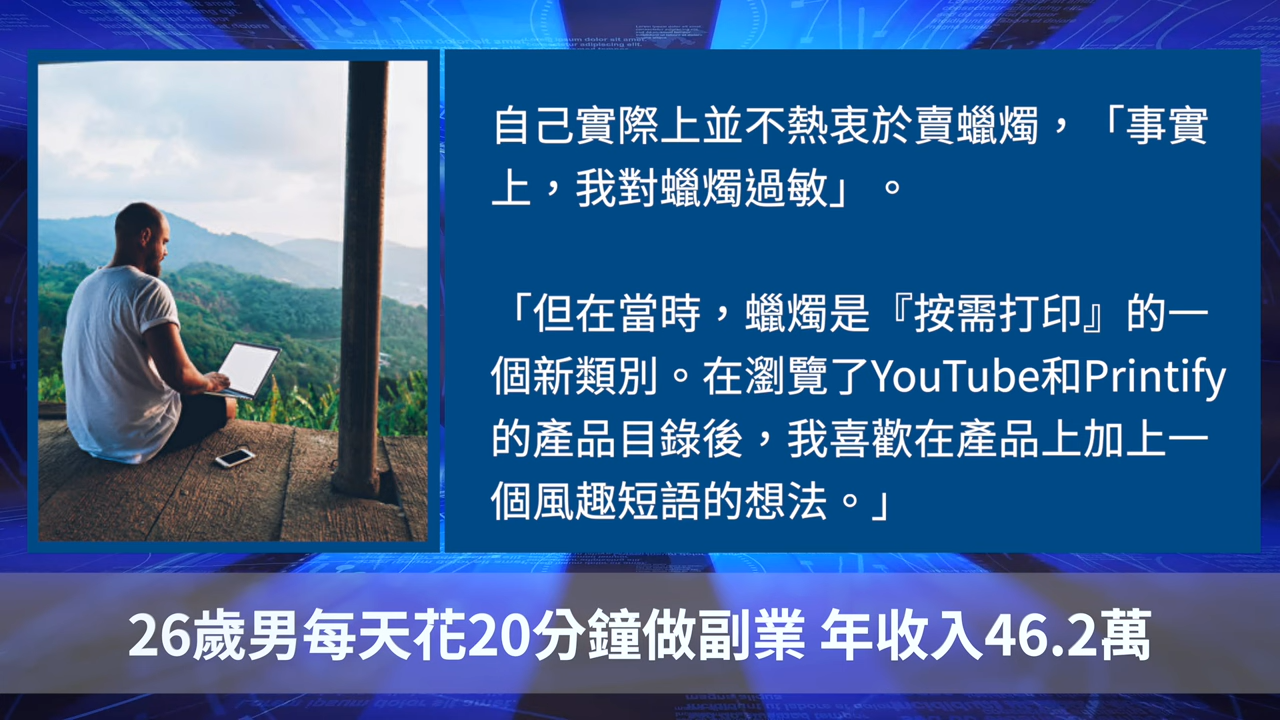 自己實際上並不熱衷於賣蠟燭，「事實
上，我對蠟燭過敏」。
「但在當時，蠟燭是『按需打印』的一
個新類別。在瀏覽了YouTube和Printify
的產品目錄後，我喜歡在產品上加上一
個風趣短語的想法。」
26歲男每天花20分鐘做副業 年收入46.2萬